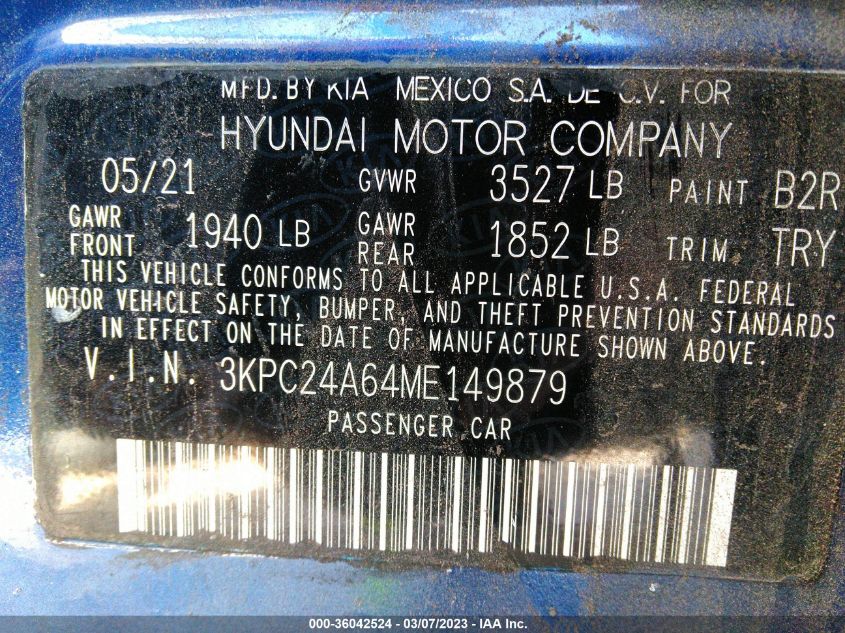 MFD. BY KIA MEXICO S.A. DE C.V. FOR
HYUNDAI MOTOR COMPANY
05/21 GVWR 3527 LB PAINT B2R
GAWR FRONT 1940 LB GAWR REAR 1852 LB TRIM TRY
THIS VEHICLE CONFORMS TO ALL APPLICABLE U.S.A. FEDERAL
MOTOR VEHICLE SAFETY, BUMPER, AND THEFT PREVENTION STANDARDS
IN EFFECT ON THE DATE OF MANUFACTURE SHOWN ABOVE.
V.I.N. 3KPC24A64ME149879
PASSENGER CAR
000-36042524 - 03/07/2023 - IAA Inc.